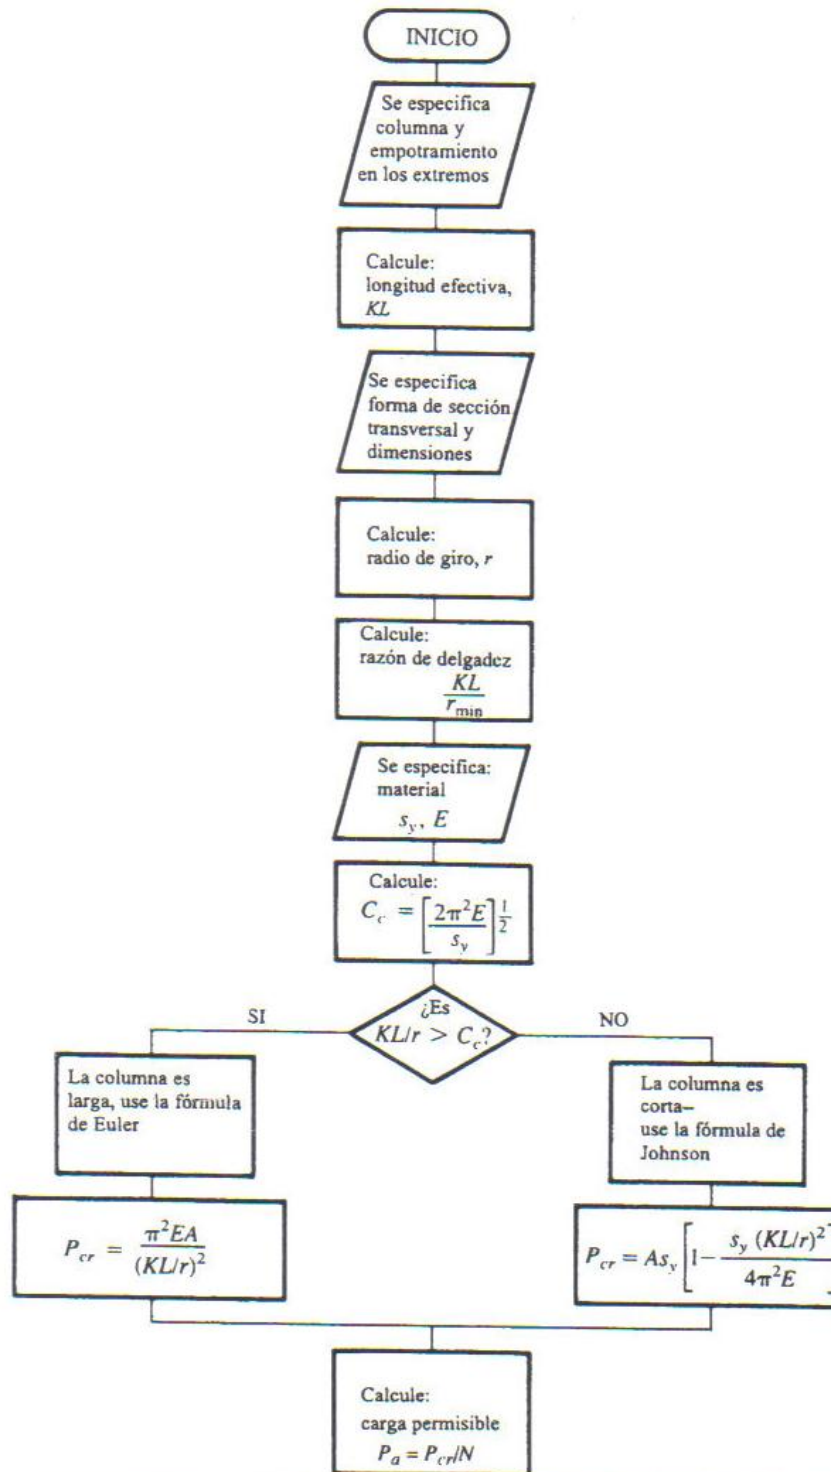 INICIO
Se especifica
columna y
empotramiento
en los extremos
Calcule:
longitud efectiva,
KL
Se especifica
forma de sección
transversal y
dimensiones
Calcule:
radio de giro, r
Calcule:
razón de delgadez
KL
r_min
Se especifica:
material
s_y, E
Calcule:
C_c = [2π²E / s_y]^{1/2}
¿Es
KL/r > C_c?
SI
NO
La columna es
larga, use la fórmula
de Euler
La columna es
corta–
use la fórmula de
Johnson
P_cr = π²EA / (KL/r)²
P_cr = As_y [1 − s_y (KL/r)² / 4π²E]
Calcule:
carga permisible
P_a = P_cr/N